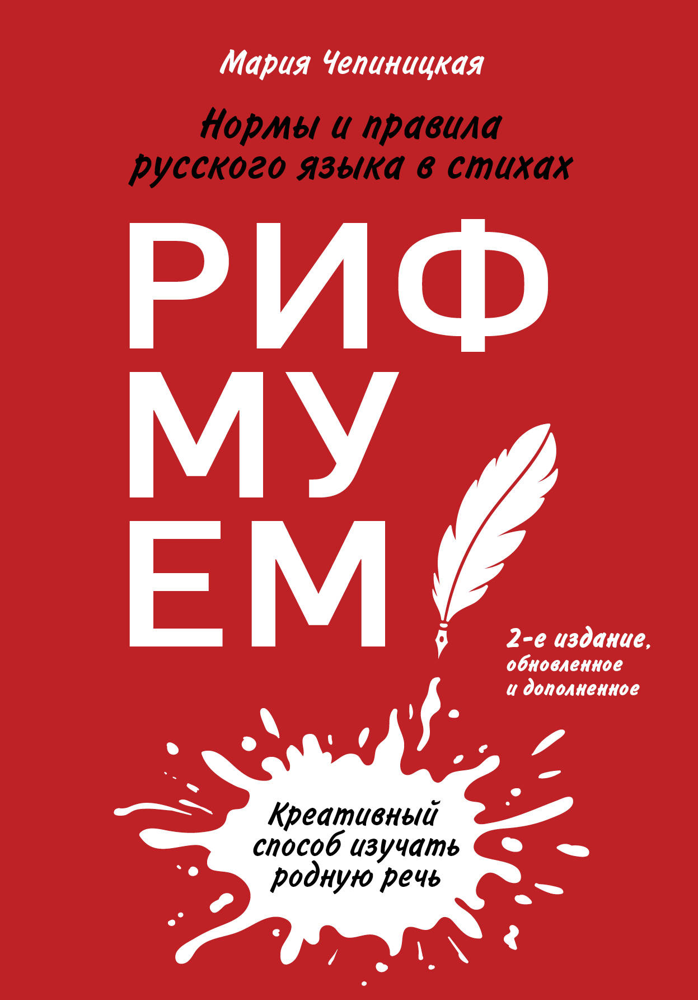 Мария Чепиницкая
Нормы и правила
русского языка в стихах
РИФ
МУ
ЕМ
2-е издание,
обновленное
и дополненное
Креативный
способ изучать
родную речь